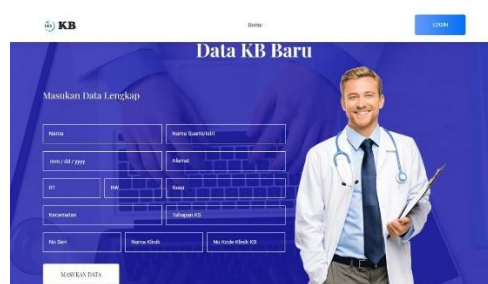 KB
Home
LOGIN
Data KB Baru
Masukan Data Lengkap
Nama
Nama Suami/Istri
mm / dd / yyyy
Alamat
RT
RW
Desa
Kecamatan
Tahapan KS
No Seri
Nama Klinik
No Kode Klinik KB
MASUKAN DATA